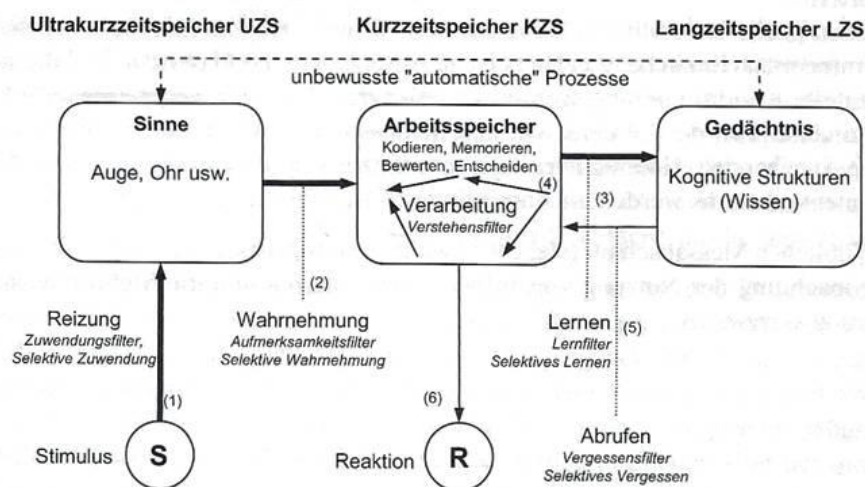 Ultrakurzzeitspeicher UZS
Kurzzeitspeicher KZS
Langzeitspeicher LZS
unbewusste "automatische" Prozesse
Sinne
Auge, Ohr usw.
Arbeitsspeicher
Kodieren, Memorieren,
Bewerten, Entscheiden
(4)
Verarbeitung
Verstehensfilter
Gedächtnis
Kognitive Strukturen
(Wissen)
(3)
(2)
Reizung
Zuwendungsfilter,
Selektive Zuwendung
Wahrnehmung
Aufmerksamkeitsfilter
Selektive Wahrnehmung
Lernen
Lernfilter
Selektives Lernen
(5)
(1)
(6)
Stimulus
S
Reaktion
R
Abrufen
Vergessensfilter
Selektives Vergessen